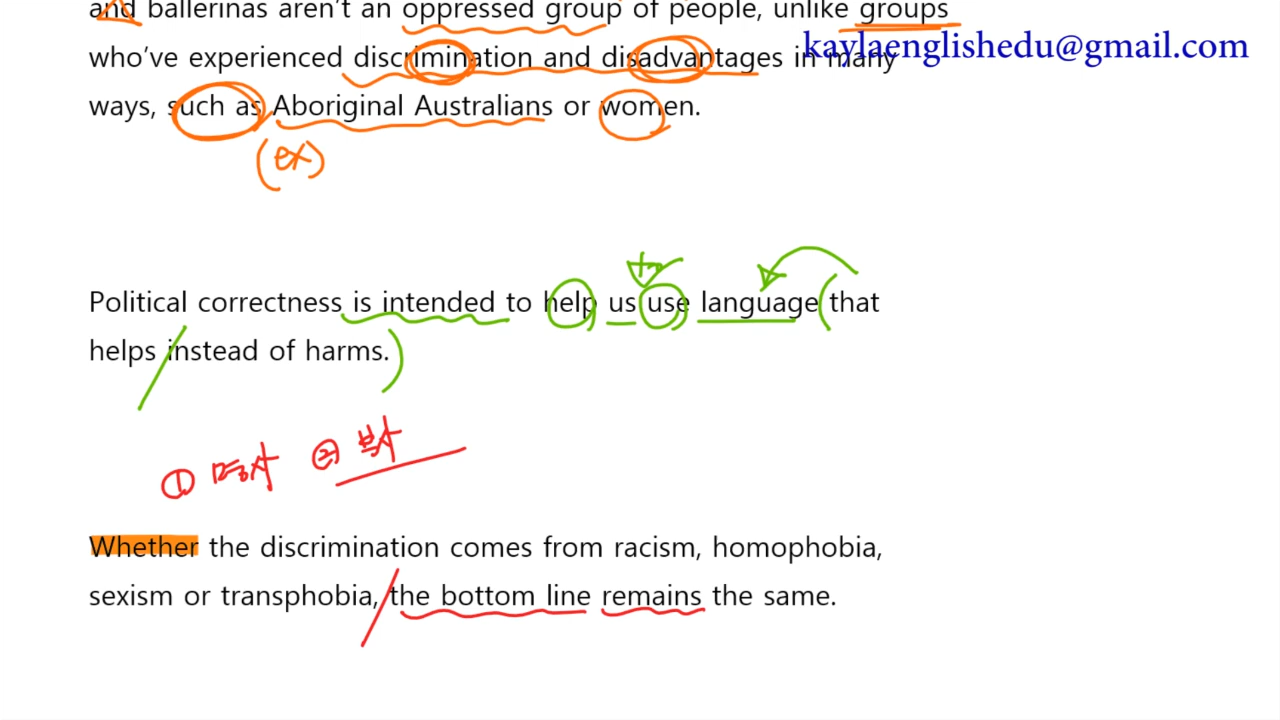 and ballerinas aren't an oppressed group of people, unlike groups
kaylaenglishedu@gmail.com
who've experienced discrimination and disadvantages in many
ways, such as Aboriginal Australians or women.
(ex)
to
Political correctness is intended to help us use language (that
helps instead of harms.)
① 명사 ② 부사
Whether the discrimination comes from racism, homophobia,
sexism or transphobia, / the bottom line remains the same.